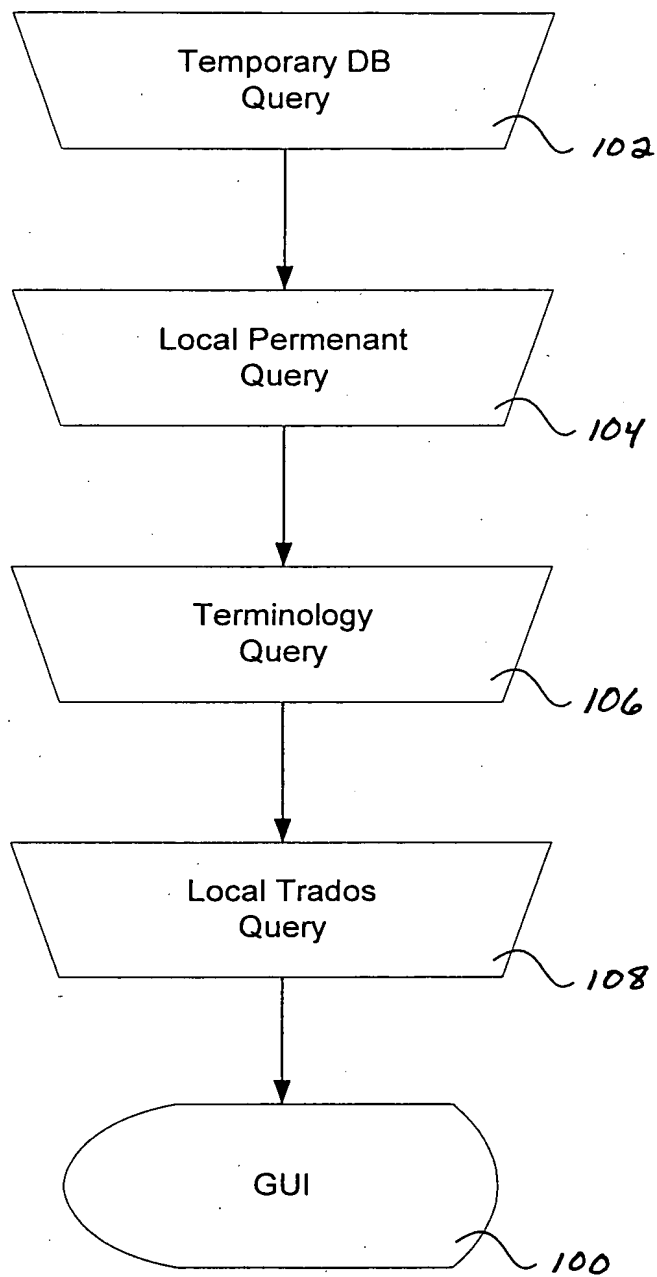 Temporary DB
Query
102
Local Permenant
Query
104
Terminology
Query
106
Local Trados
Query
108
GUI
100